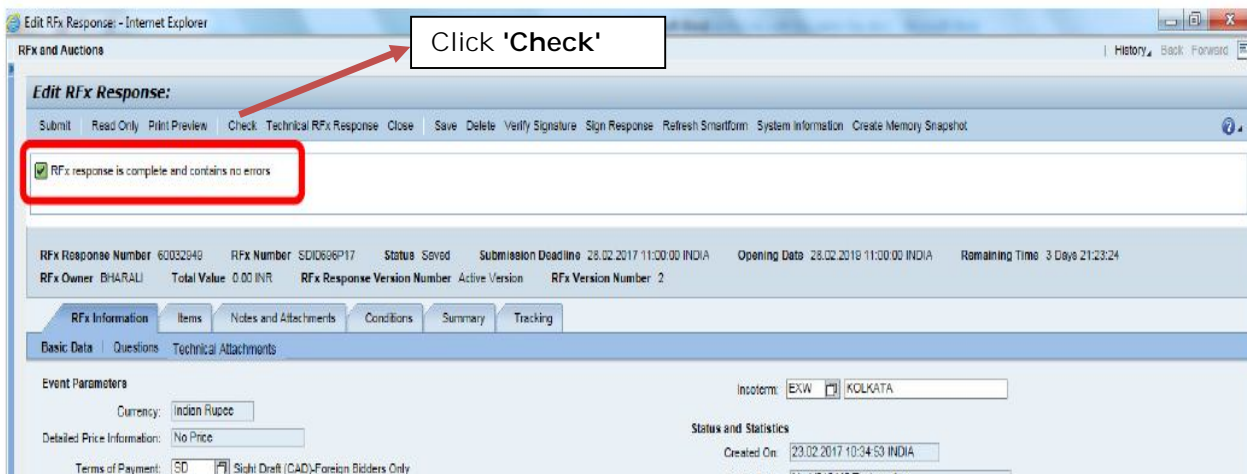 Edit RFx Response: - Internet Explorer
Click 'Check'
RFx and Auctions
History Back Forward
Edit RFx Response:
Submit Read Only Print Preview Check Technical RFx Response Close Save Delete Verify Signature Sign Response Refresh Smartform System Information Create Memory Snapshot
RFx response is complete and contains no errors
RFx Response Number 60032949 RFx Number SDI0696P17 Status Saved Submission Deadline 28.02.2017 11:00:00 INDIA Opening Date 28.02.2019 11:00:00 INDIA Remaining Time 3 Days 21:23:24
RFx Owner BHARALI Total Value 0.00 INR RFx Response Version Number Active Version RFx Version Number 2
RFx Information Items Notes and Attachments Conditions Summary Tracking
Basic Data Questions Technical Attachments
Event Parameters
Incoterm: EXW KOLKATA
Currency: Indian Rupee
Status and Statistics
Detailed Price Information: No Price
Created On: 23.02.2017 10:34:53 INDIA
Terms of Payment: SD Sight Draft (CAD)-Foreign Bidders Only